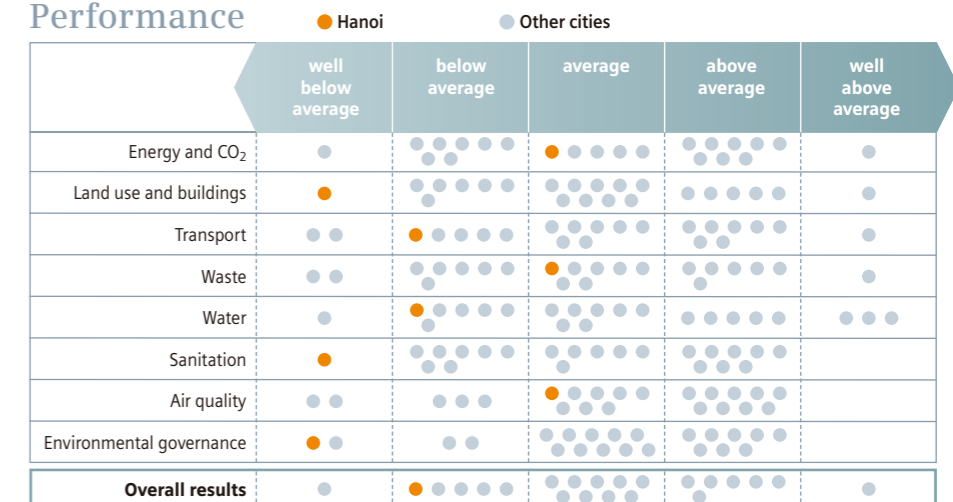 Performance
Hanoi
Other cities
well below average
below average
average
above average
well above average
Energy and CO2
Land use and buildings
Transport
Waste
Water
Sanitation
Air quality
Environmental governance
Overall results